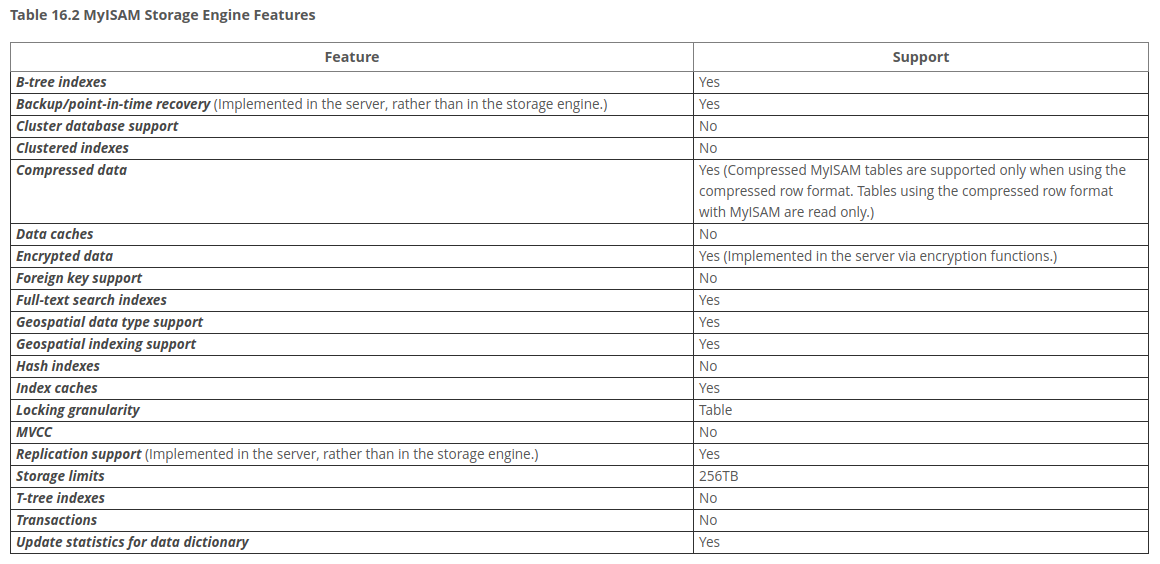 Table 16.2 MyISAM Storage Engine Features
Feature Support
B-tree indexes Yes
Backup/point-in-time recovery (Implemented in the server, rather than in the storage engine.) Yes
Cluster database support No
Clustered indexes No
Compressed data Yes (Compressed MyISAM tables are supported only when using the
compressed row format. Tables using the compressed row format
with MyISAM are read only.)
Data caches No
Encrypted data Yes (Implemented in the server via encryption functions.)
Foreign key support No
Full-text search indexes Yes
Geospatial data type support Yes
Geospatial indexing support Yes
Hash indexes No
Index caches Yes
Locking granularity Table
MVCC No
Replication support (Implemented in the server, rather than in the storage engine.) Yes
Storage limits 256TB
T-tree indexes No
Transactions No
Update statistics for data dictionary Yes